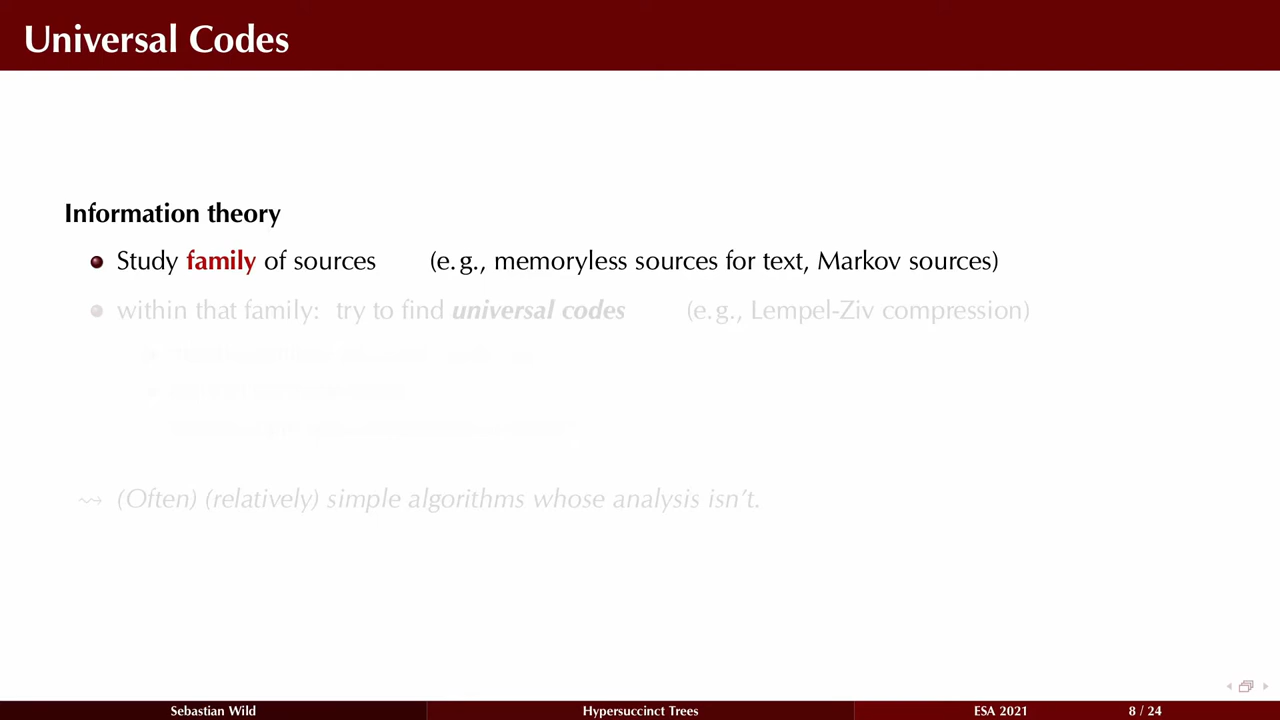 Universal Codes
Information theory
Study family of sources (e.g., memoryless sources for text, Markov sources)
within that family: try to find universal codes (e.g., Lempel-Ziv compression)
⇝ (Often) (relatively) simple algorithms whose analysis isn't.
Sebastian Wild Hypersuccinct Trees ESA 2021 8 / 24